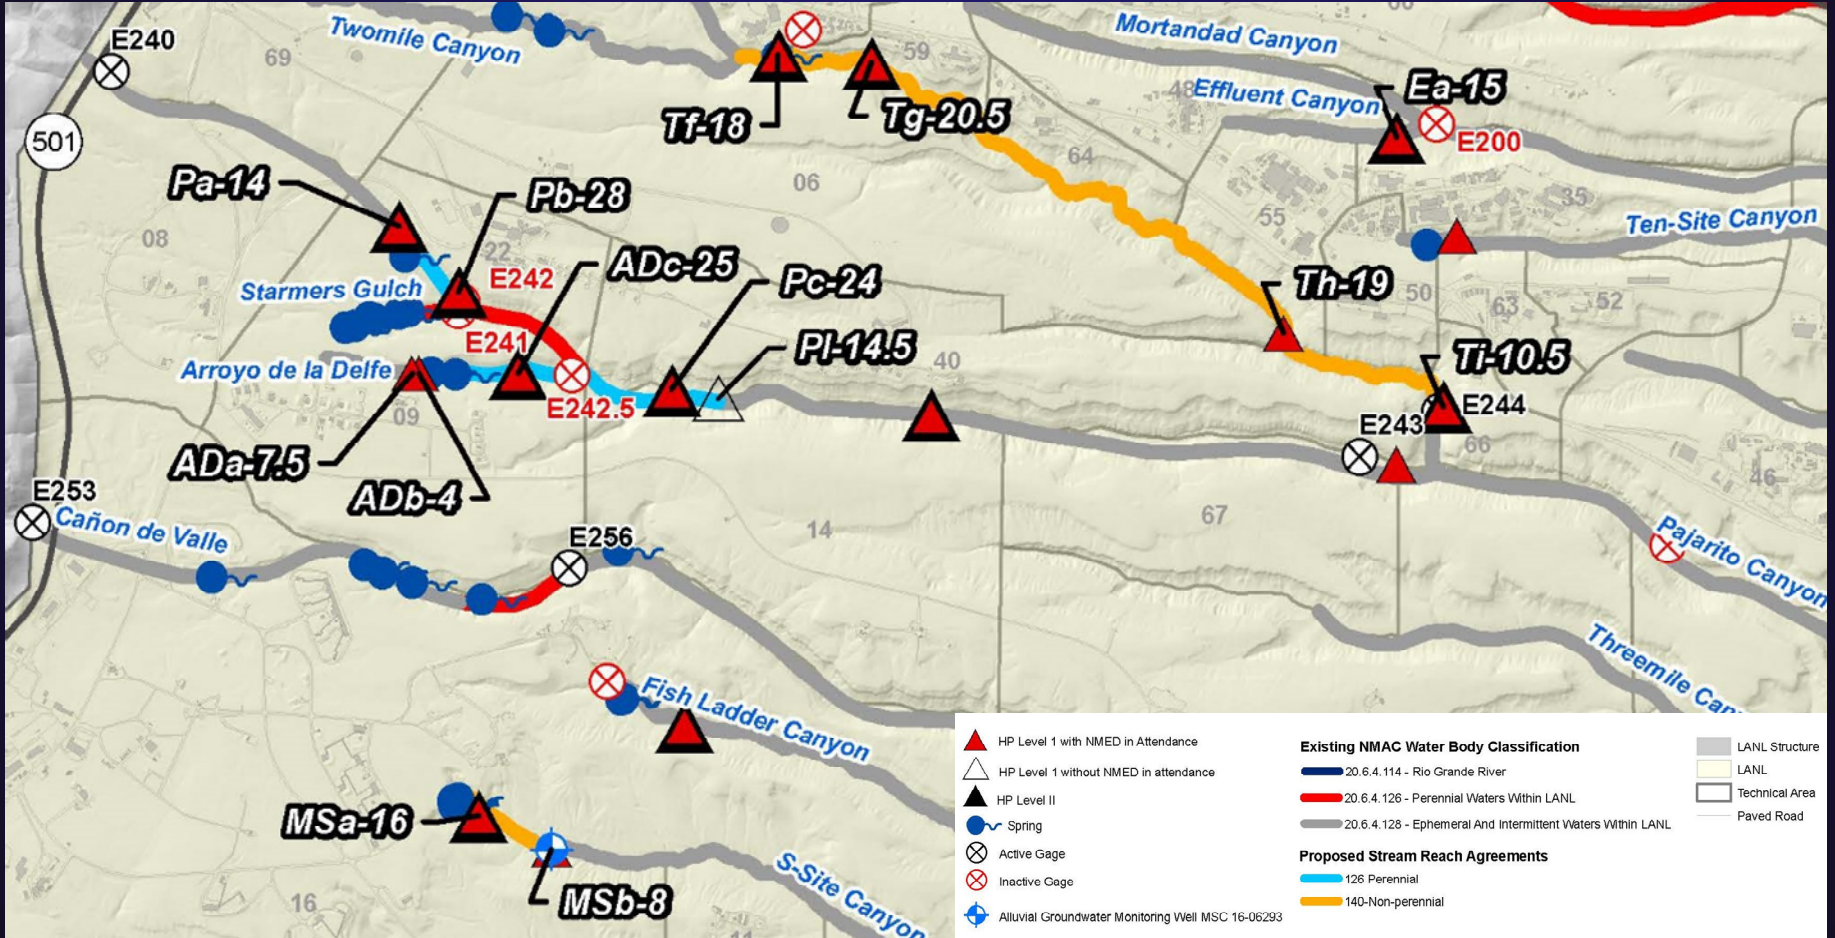 60
E240
69
Twomile Canyon
59
Mortandad Canyon
48
Effluent Canyon
Ea-15
E200
501
Tf-18
Tg-20.5
64
06
Pa-14
Pb-28
22
08
55
35
Ten-Site Canyon
Starmers Gulch
E242
ADc-25
Pc-24
Th-19
50
63
52
E241
Pl-14.5
40
Ti-10.5
Arroyo de la Delfe
E242.5
E244
E243
09
66
ADa-7.5
ADb-4
46
E253
Cañon de Valle
E256
14
67
Pajarito Canyon
Threemile Can
Fish Ladder Canyon
MSa-16
MSb-8
16
S-Site Canyon
11
HP Level 1 with NMED in Attendance
HP Level 1 without NMED in attendance
HP Level II
Spring
Active Gage
Inactive Gage
Alluvial Groundwater Monitoring Well MSC 16-06293
Existing NMAC Water Body Classification
20.6.4.114 - Rio Grande River
20.6.4.126 - Perennial Waters Within LANL
20.6.4.128 - Ephemeral And Intermittent Waters Within LANL
Proposed Stream Reach Agreements
126 Perennial
140-Non-perennial
LANL Structure
LANL
Technical Area
Paved Road